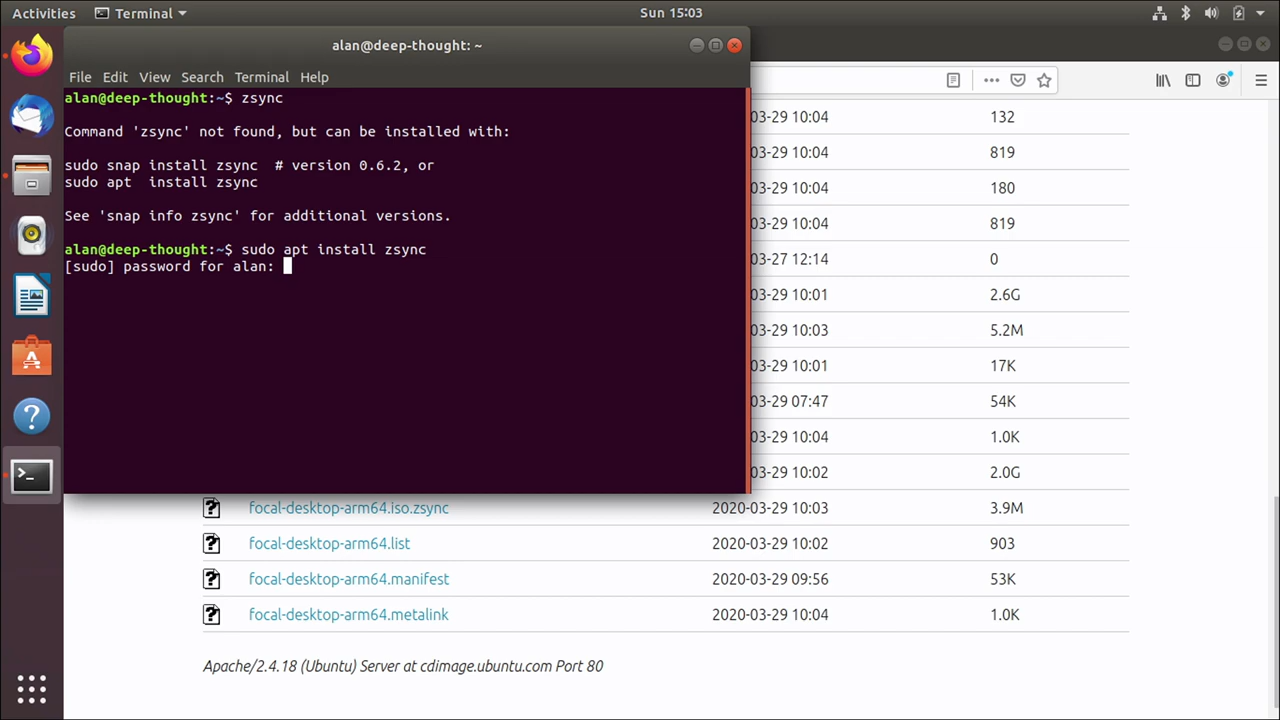 Activities
Terminal
Sun 15:03
alan@deep-thought: ~
File Edit View Search Terminal Help
alan@deep-thought:~$ zsync
Command 'zsync' not found, but can be installed with:
sudo snap install zsync  # version 0.6.2, or
sudo apt  install zsync
See 'snap info zsync' for additional versions.
alan@deep-thought:~$ sudo apt install zsync
[sudo] password for alan:
03-29 10:04 132
03-29 10:04 819
03-29 10:04 180
03-29 10:04 819
03-27 12:14 0
03-29 10:01 2.6G
03-29 10:03 5.2M
03-29 10:01 17K
03-29 07:47 54K
03-29 10:04 1.0K
03-29 10:02 2.0G
focal-desktop-arm64.iso.zsync 2020-03-29 10:03 3.9M
focal-desktop-arm64.list 2020-03-29 10:02 903
focal-desktop-arm64.manifest 2020-03-29 09:56 53K
focal-desktop-arm64.metalink 2020-03-29 10:04 1.0K
Apache/2.4.18 (Ubuntu) Server at cdimage.ubuntu.com Port 80